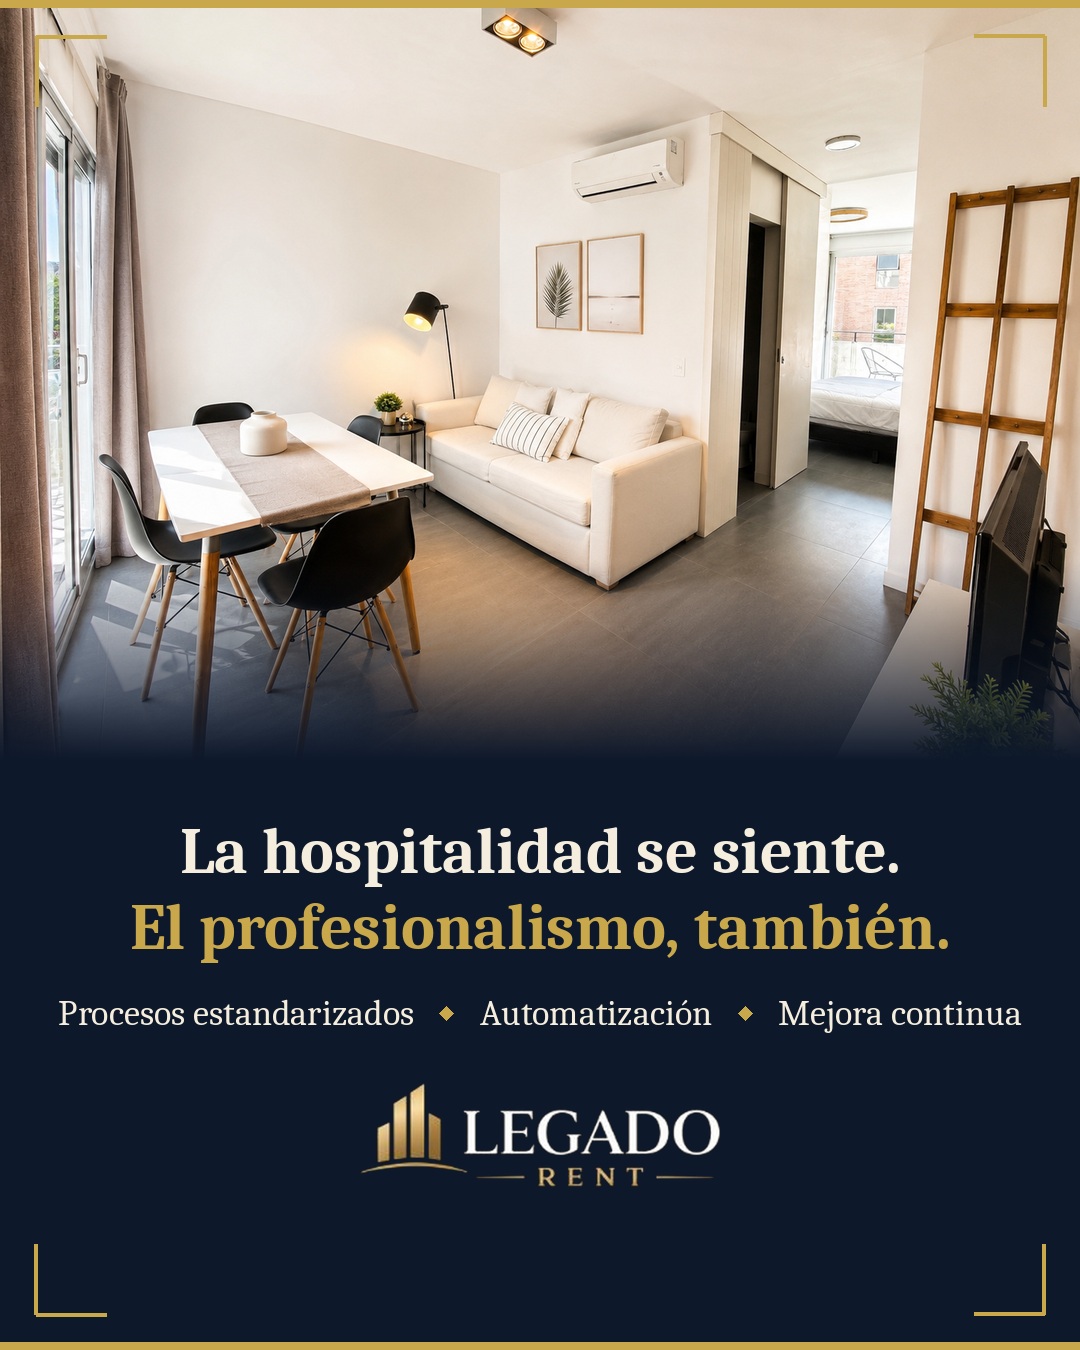 La hospitalidad se siente.
El profesionalismo, también.
Procesos estandarizados ◆ Automatización ◆ Mejora continua
LEGADO
RENT